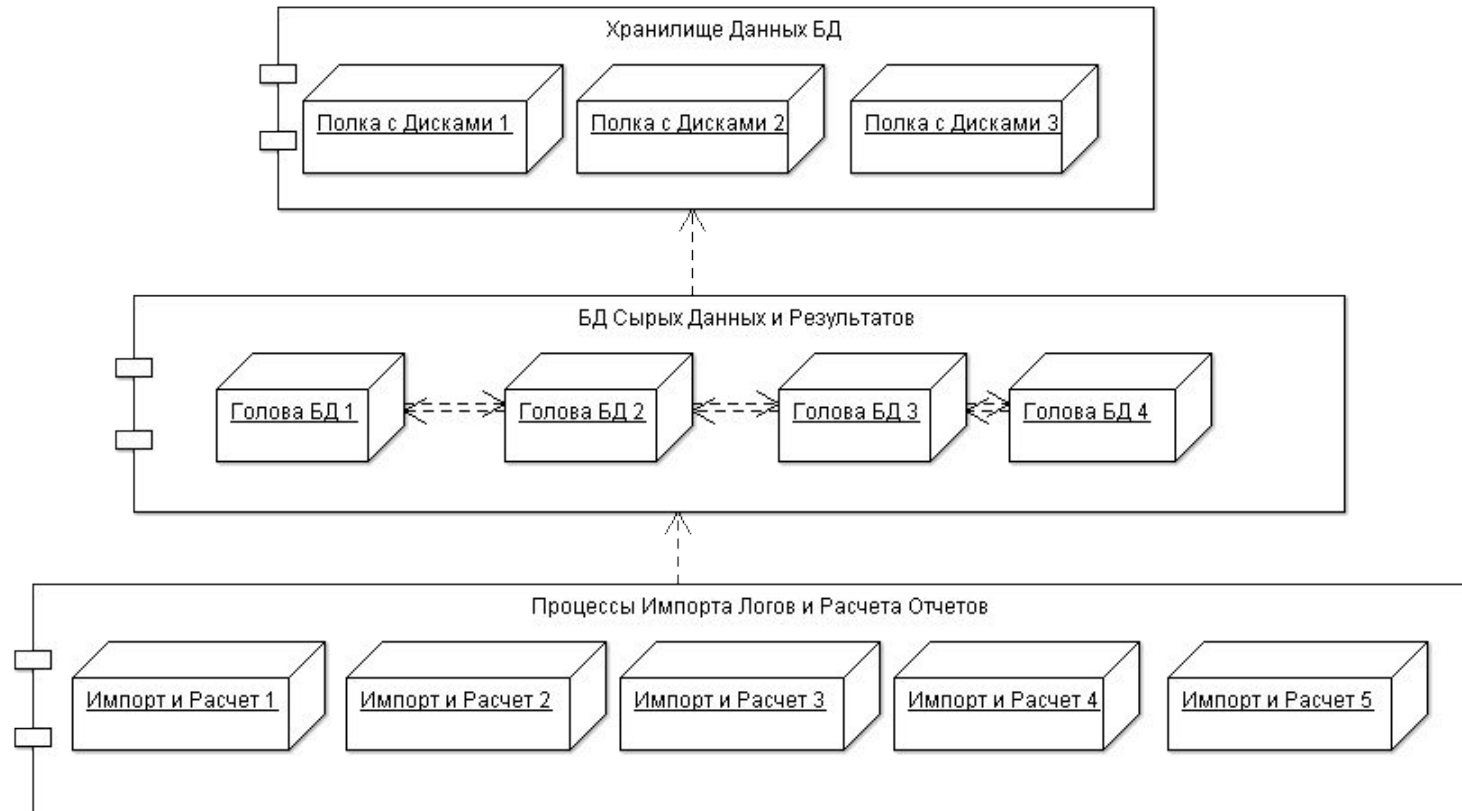 Хранилище Данных БД
Полка с Дисками 1
Полка с Дисками 2
Полка с Дисками 3
БД Сырых Данных и Результатов
Голова БД 1
Голова БД 2
Голова БД 3
Голова БД 4
Процессы Импорта Логов и Расчета Отчетов
Импорт и Расчет 1
Импорт и Расчет 2
Импорт и Расчет 3
Импорт и Расчет 4
Импорт и Расчет 5